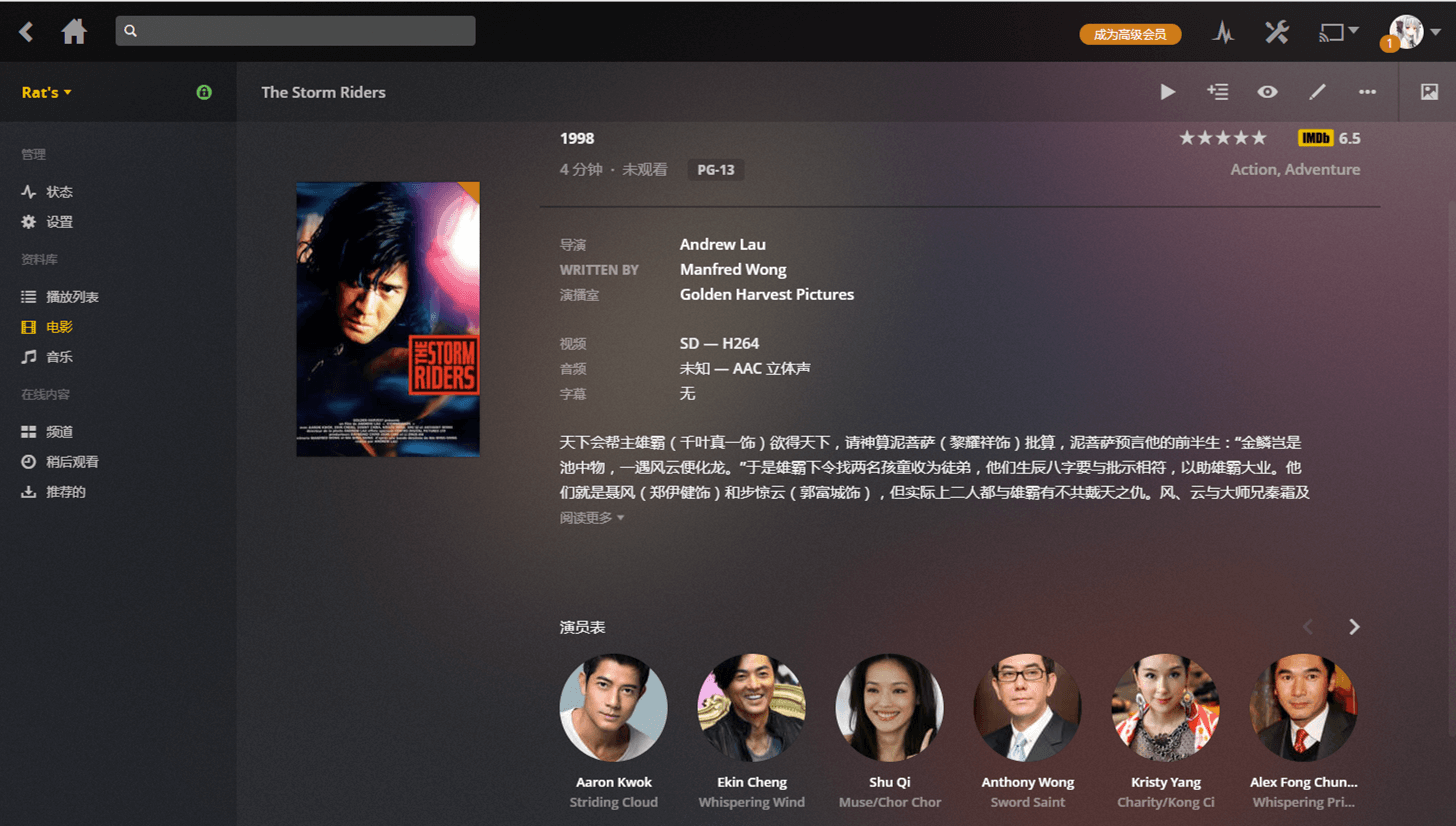 成为高级会员
1
Rat's
The Storm Riders
管理
状态
设置
资料库
播放列表
电影
音乐
在线内容
频道
稍后观看
推荐的
THE STORM RIDERS
1998
IMDb 6.5
4 分钟 · 未观看 PG-13
Action, Adventure
导演 Andrew Lau
WRITTEN BY Manfred Wong
演播室 Golden Harvest Pictures
视频 SD — H264
音频 未知 — AAC 立体声
字幕 无
天下会帮主雄霸（千叶真一饰）欲得天下，请神算泥菩萨（黎耀祥饰）批算，泥菩萨预言他的前半生：“金鳞岂是
池中物，一遇风云便化龙。”于是雄霸下令找两名孩童收为徒弟，他们生辰八字要与批示相符，以助雄霸大业。他
们就是聂风（郑伊健饰）和步惊云（郭富城饰），但实际上二人都与雄霸有不共戴天之仇。风、云与大师兄秦霜及
阅读更多
演员表
Aaron Kwok
Striding Cloud
Ekin Cheng
Whispering Wind
Shu Qi
Muse/Chor Chor
Anthony Wong
Sword Saint
Kristy Yang
Charity/Kong Ci
Alex Fong Chun...
Whispering Pri...